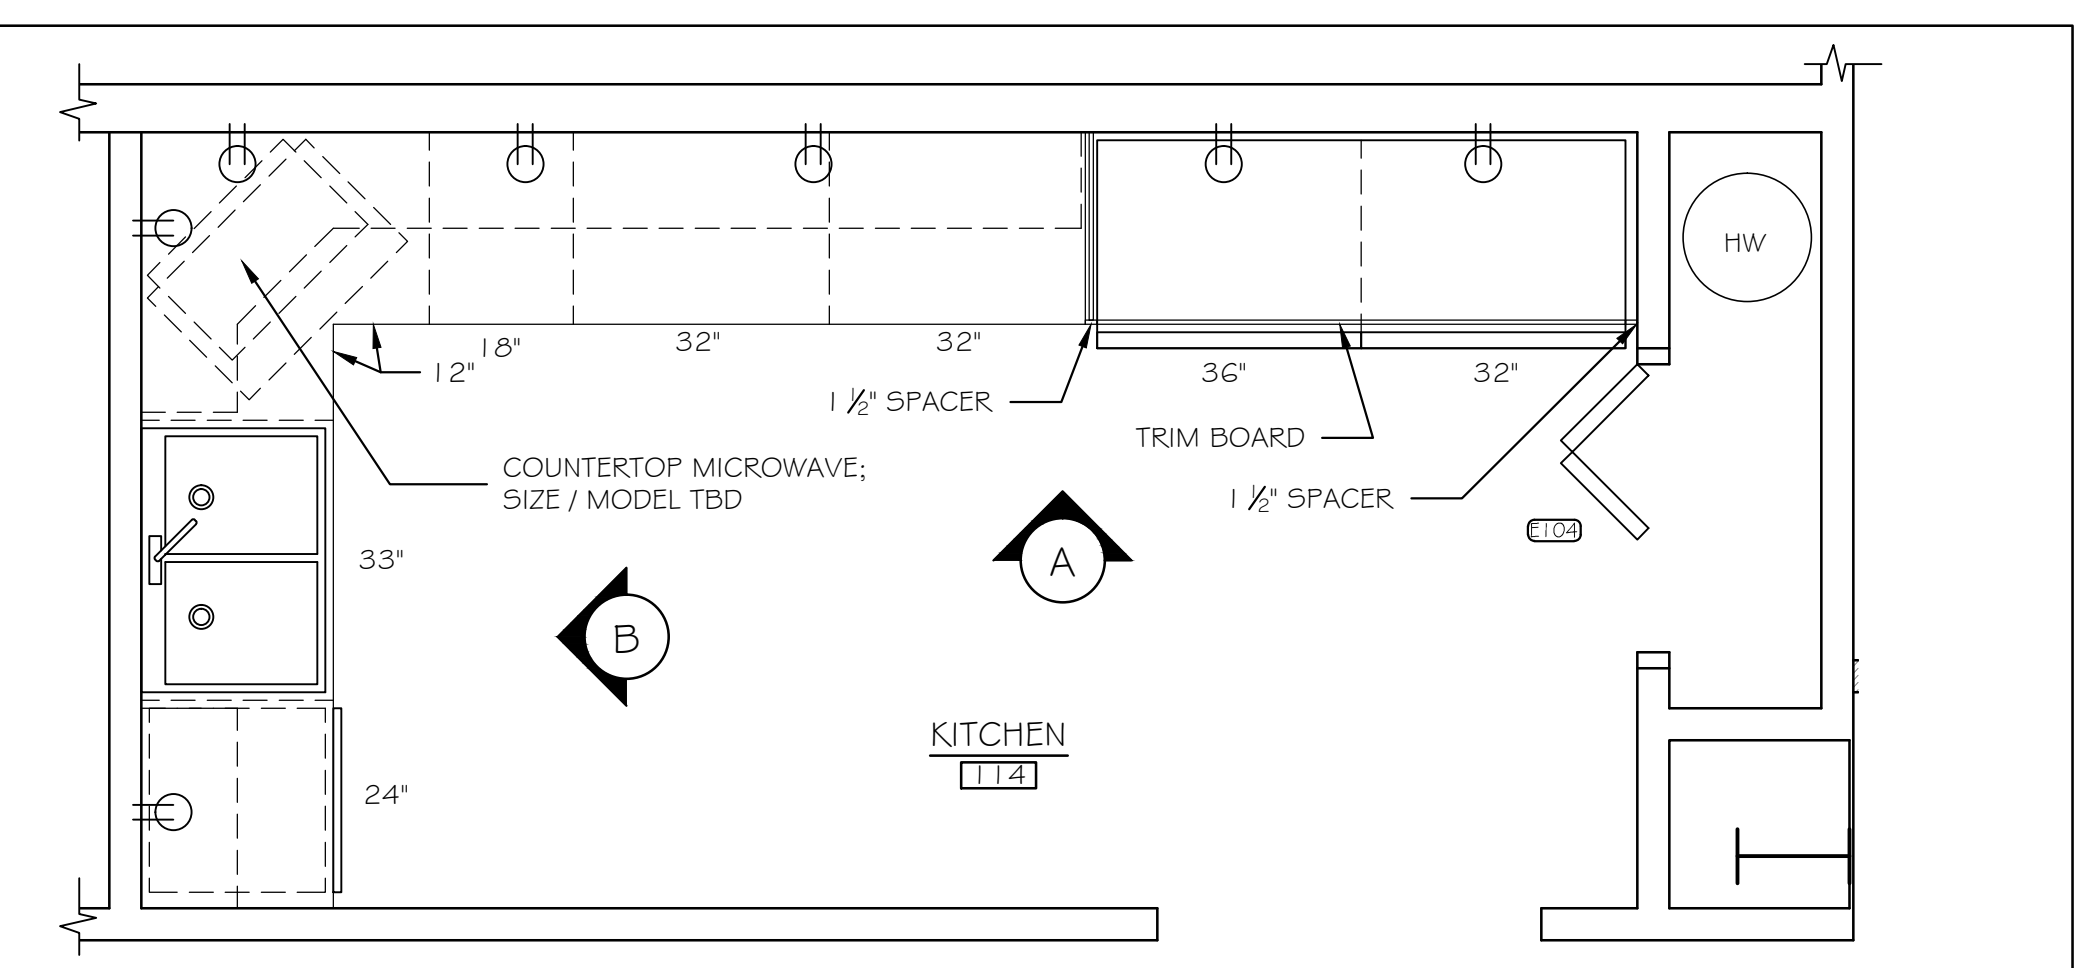 HW
18"
32"
32"
12"
36"
32"
1 1/2" SPACER
TRIM BOARD
COUNTERTOP MICROWAVE;
SIZE / MODEL TBD
1 1/2" SPACER
E104
33"
A
B
KITCHEN
114
24"